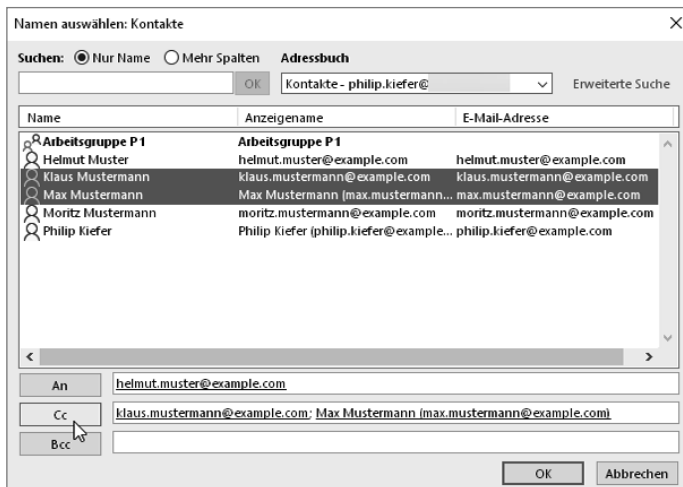 Namen auswählen: Kontakte
Suchen: Nur Name Mehr Spalten Adressbuch
OK Kontakte - philip.kiefer@ Erweiterte Suche
Name Anzeigename E-Mail-Adresse
Arbeitsgruppe P1 Arbeitsgruppe P1
Helmut Muster helmut.muster@example.com helmut.muster@example.com
Klaus Mustermann klaus.mustermann@example.com klaus.mustermann@example.com
Max Mustermann Max Mustermann (max.mustermann... max.mustermann@example.com
Moritz Mustermann moritz.mustermann@example.com moritz.mustermann@example.com
Philip Kiefer Philip Kiefer (philip.kiefer@example... philip.kiefer@example.com
An helmut.muster@example.com
Cc klaus.mustermann@example.com; Max Mustermann (max.mustermann@example.com)
Bcc
OK Abbrechen